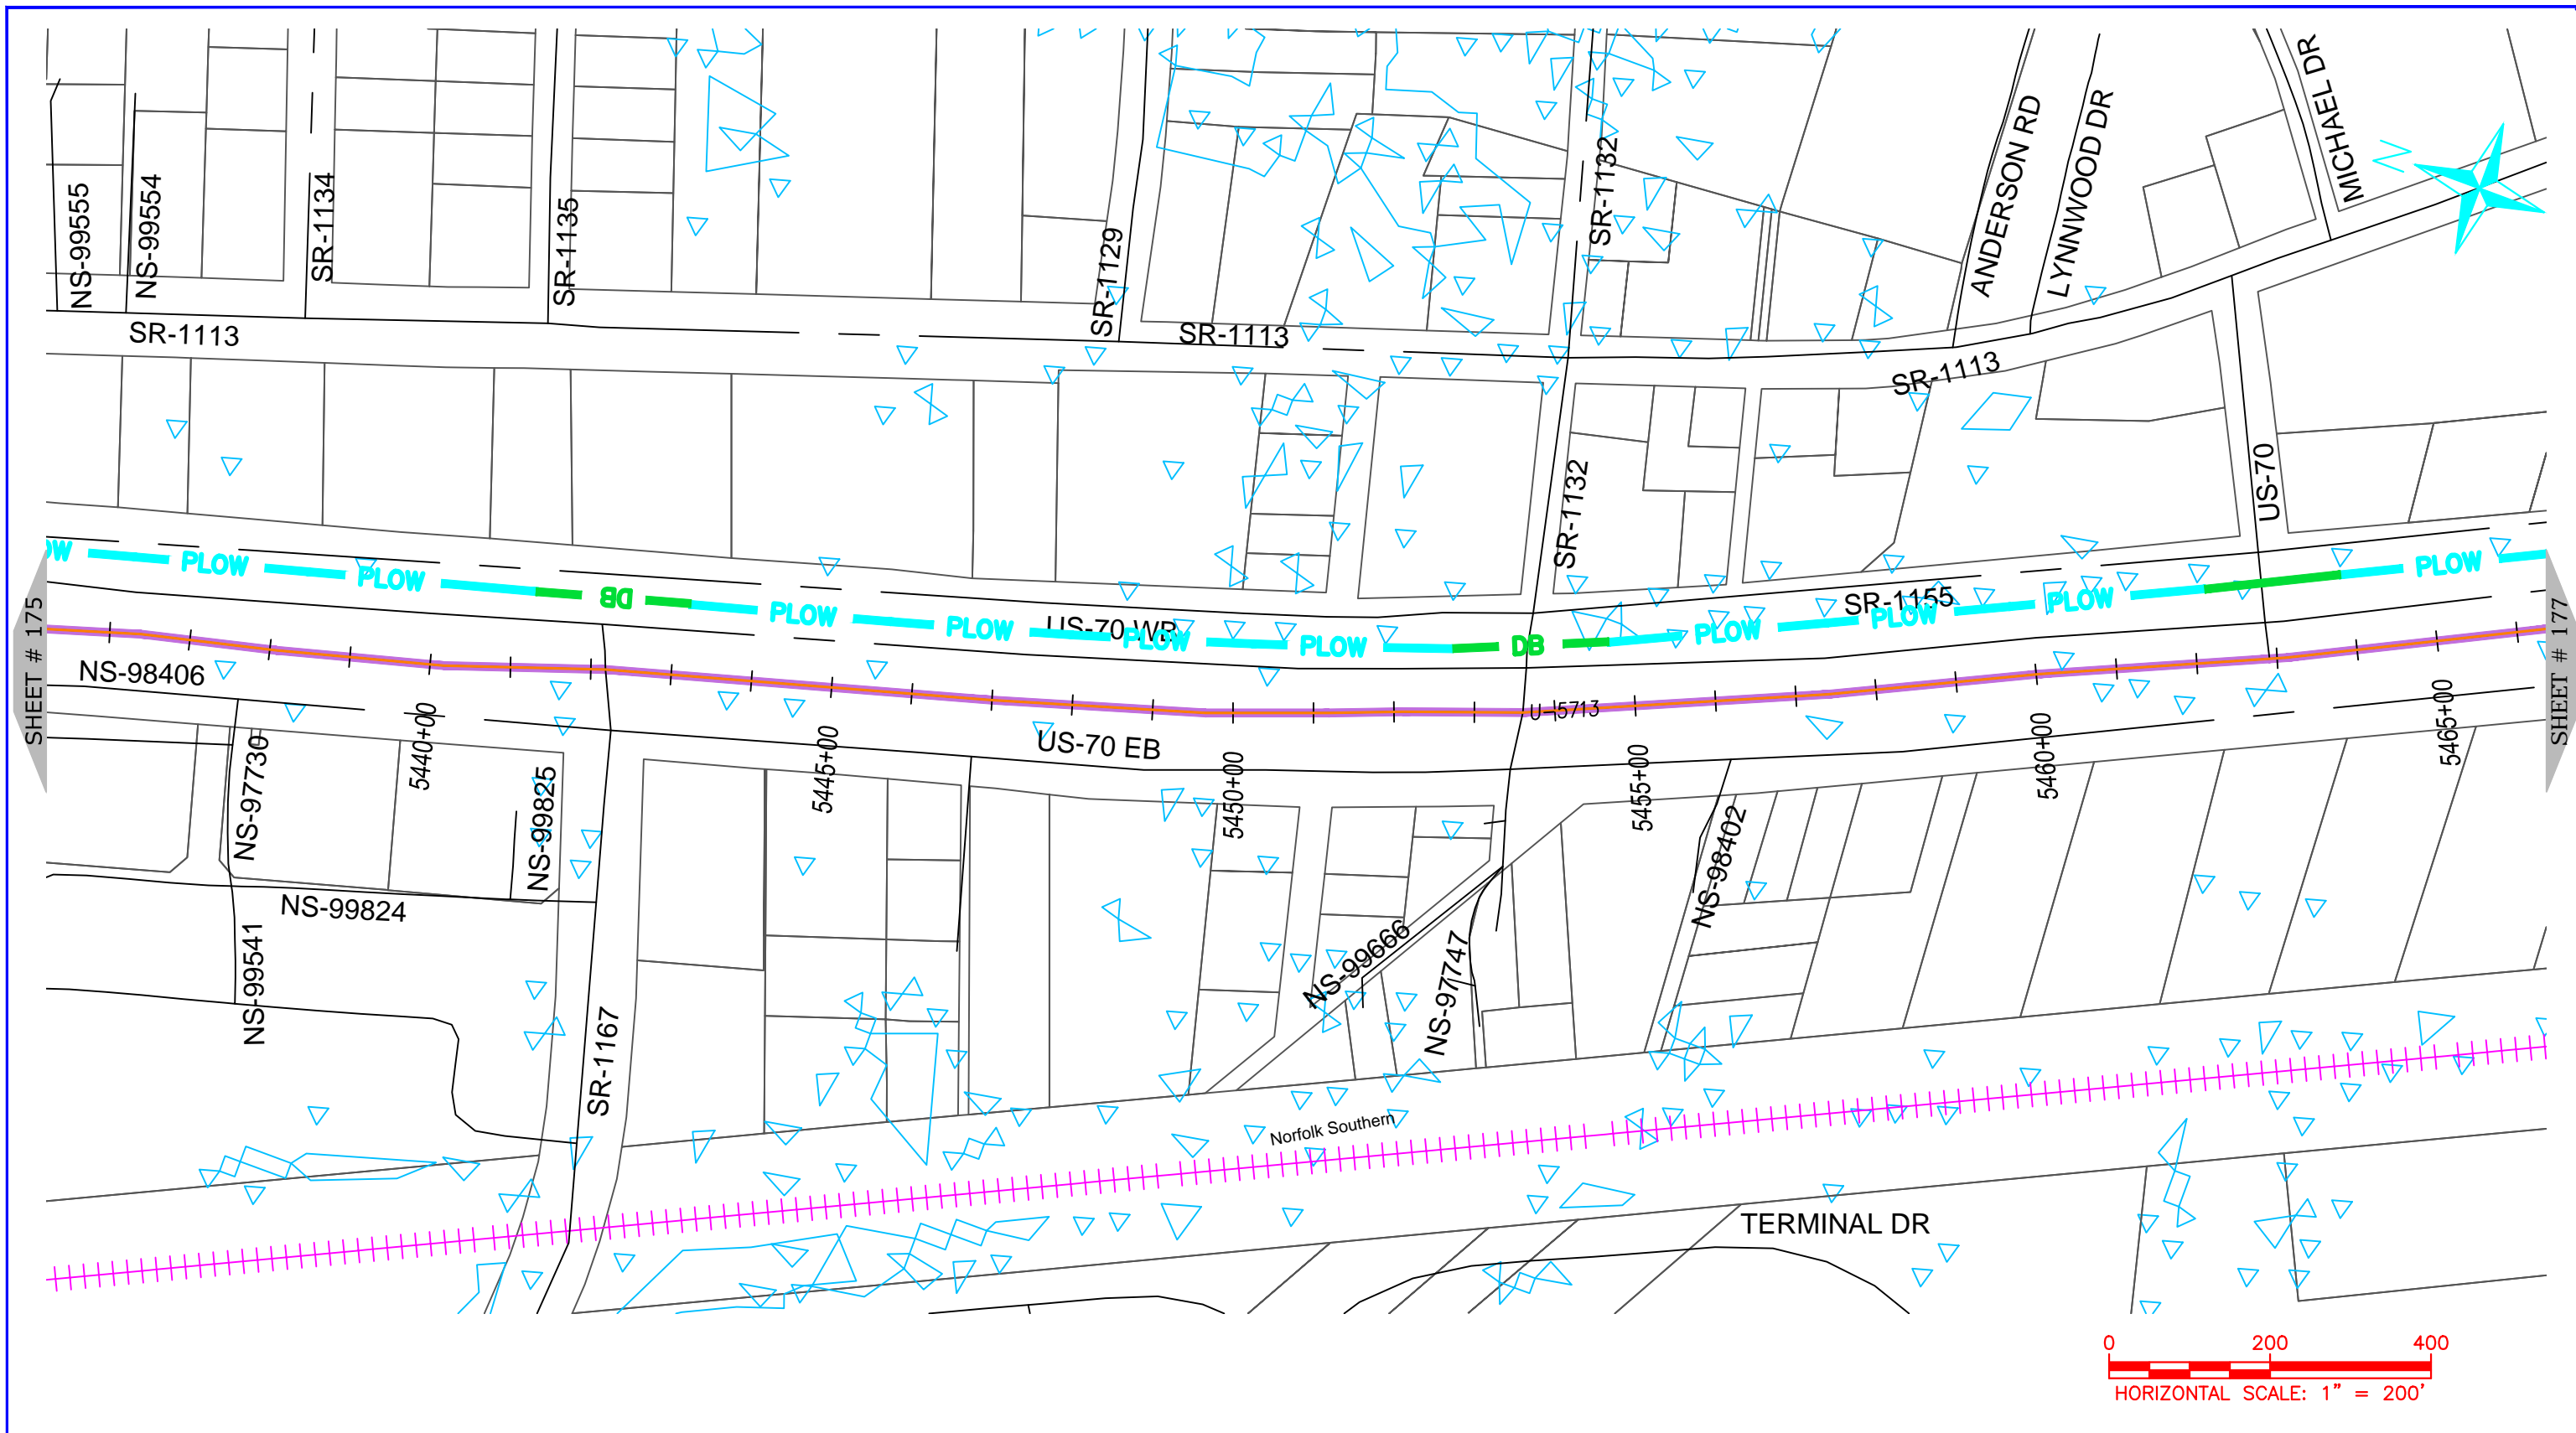 MICHAEL DR
ANDERSON RD
LYNNWOOD DR
NS-99555
NS-99554
SR-1134
SR-1135
SR-1129
SR-1132
SR-1113
SR-1113
SR-1113
SR-1132
US-70
PLOW
PLOW
DB
PLOW
PLOW
US-70 WB
PLOW
PLOW
DB
PLOW
SR-1155
PLOW
PLOW
PLOW
SHEET # 175
SHEET # 177
NS-98406
U-5713
US-70 EB
5440+00
5445+00
5450+00
5455+00
5460+00
5465+00
NS-97730
NS-99825
NS-98402
NS-99824
NS-99541
NS-99666
NS-97747
SR-1167
Norfolk Southern
TERMINAL DR
0 200 400
HORIZONTAL SCALE: 1" = 200'